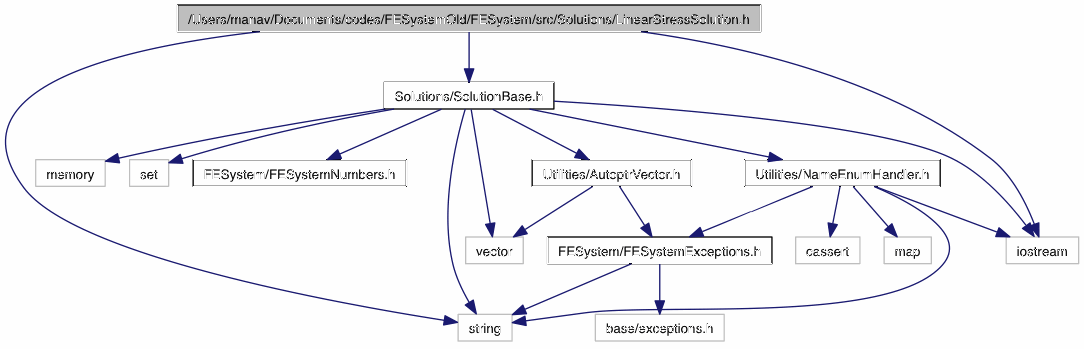 /Users/manav/Documents/codes/FESystemOld/FESystem/src/Solutions/LinearStressSolution.h
Solutions/SolutionBase.h
memory
set
FESystem/FESystemNumbers.h
Utilities/AutoptrVector.h
Utilities/NameEnumHandler.h
vector
FESystem/FESystemExceptions.h
cassert
map
iostream
string
base/exceptions.h